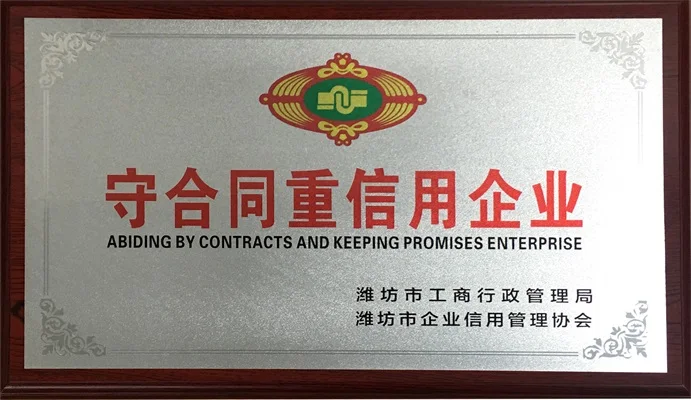 守合同重信用企业
ABIDING BY CONTRACTS AND KEEPING PROMISES ENTERPRISE
潍坊市工商行政管理局
潍坊市企业信用管理协会